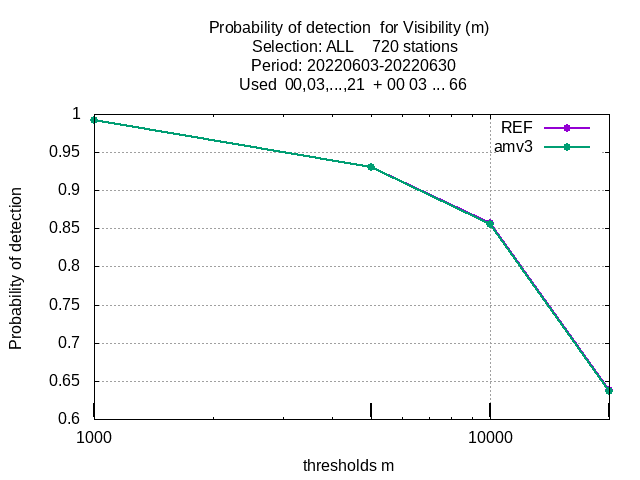 Probability of detection  for Visibility (m)
Selection: ALL    720 stations
Period: 20220603-20220630
Used  00,03,...,21  + 00 03 ... 66
REF
amv3
1
0.95
0.9
0.85
0.8
0.75
0.7
0.65
0.6
Probability of detection
1000
10000
thresholds m